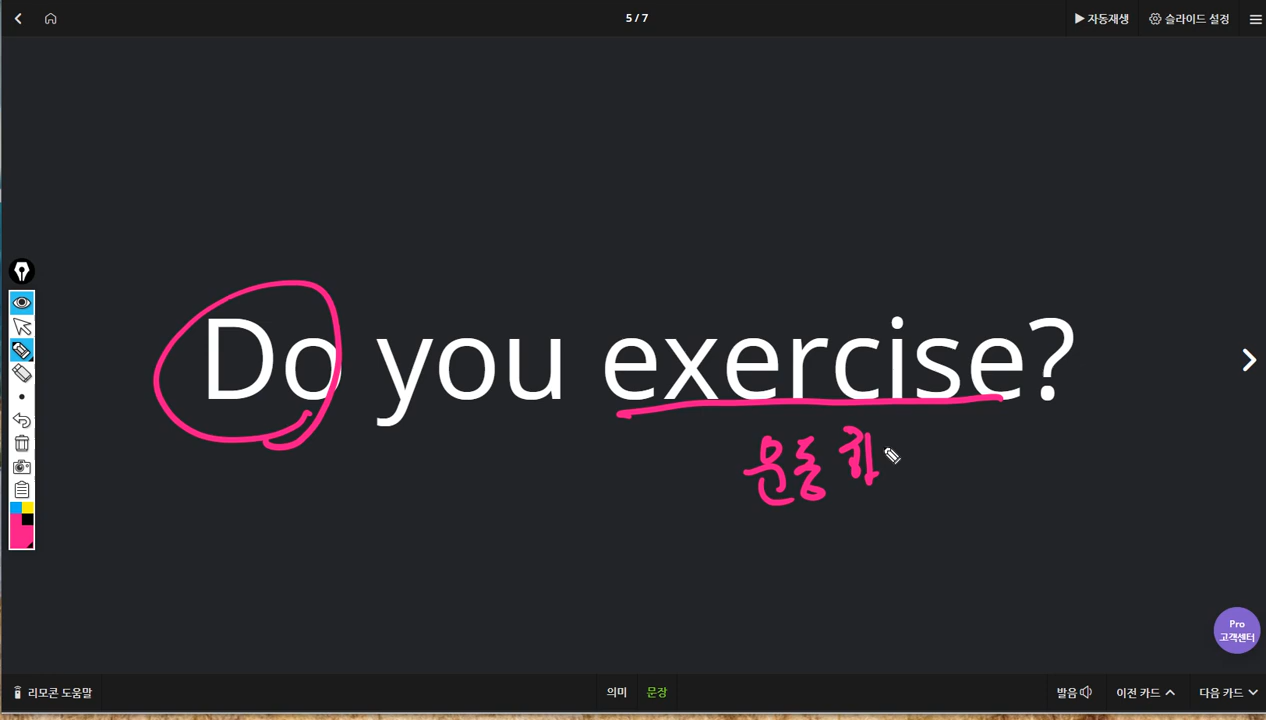 5 / 7
자동재생
슬라이드 설정
Do you exercise?
운동
Pro
고객센터
리모콘 도움말
의미
문장
발음
이전 카드
다음 카드